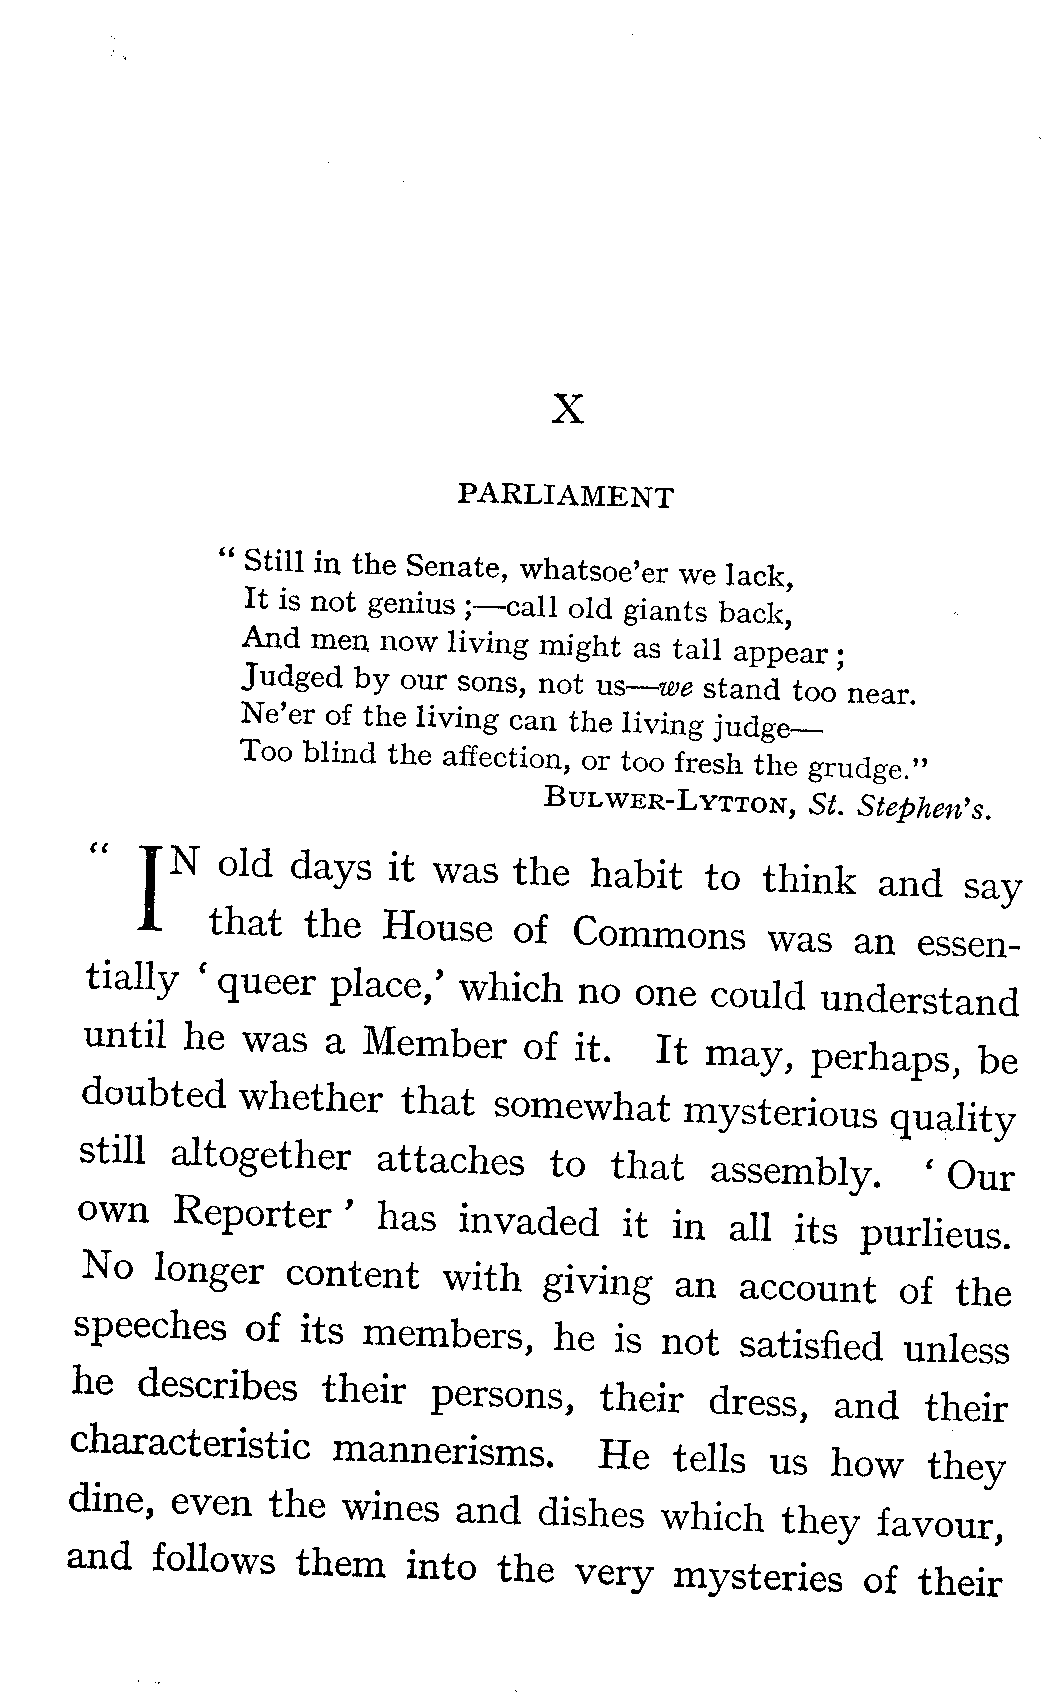 X
PARLIAMENT
“ Still in the Senate, whatsoe’er we lack,
It is not genius ;—call old giants back,
And men now living might as tall appear ;
Judged by our sons, not us—we stand too near.
Ne’er of the living can the living judge—
Too blind the affection, or too fresh the grudge.”
BULWER-LYTTON, St. Stephen’s.
“ IN old days it was the habit to think and say
that the House of Commons was an essen-
tially ‘ queer place,’ which no one could understand
until he was a Member of it. It may, perhaps, be
doubted whether that somewhat mysterious quality
still altogether attaches to that assembly. ‘ Our
own Reporter ’ has invaded it in all its purlieus.
No longer content with giving an account of the
speeches of its members, he is not satisfied unless
he describes their persons, their dress, and their
characteristic mannerisms. He tells us how they
dine, even the wines and dishes which they favour,
and follows them into the very mysteries of their